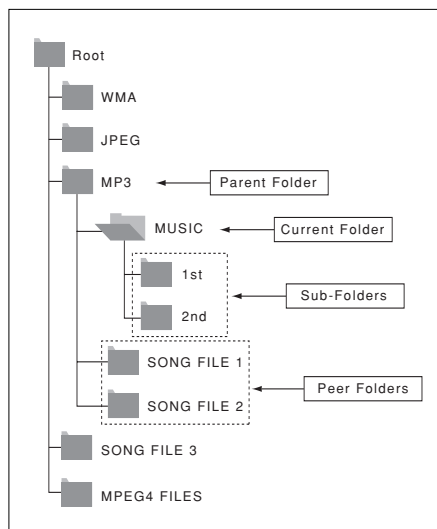 Root
WMA
JPEG
MP3
Parent Folder
MUSIC
Current Folder
1st
Sub-Folders
2nd
SONG FILE 1
Peer Folders
SONG FILE 2
SONG FILE 3
MPEG4 FILES